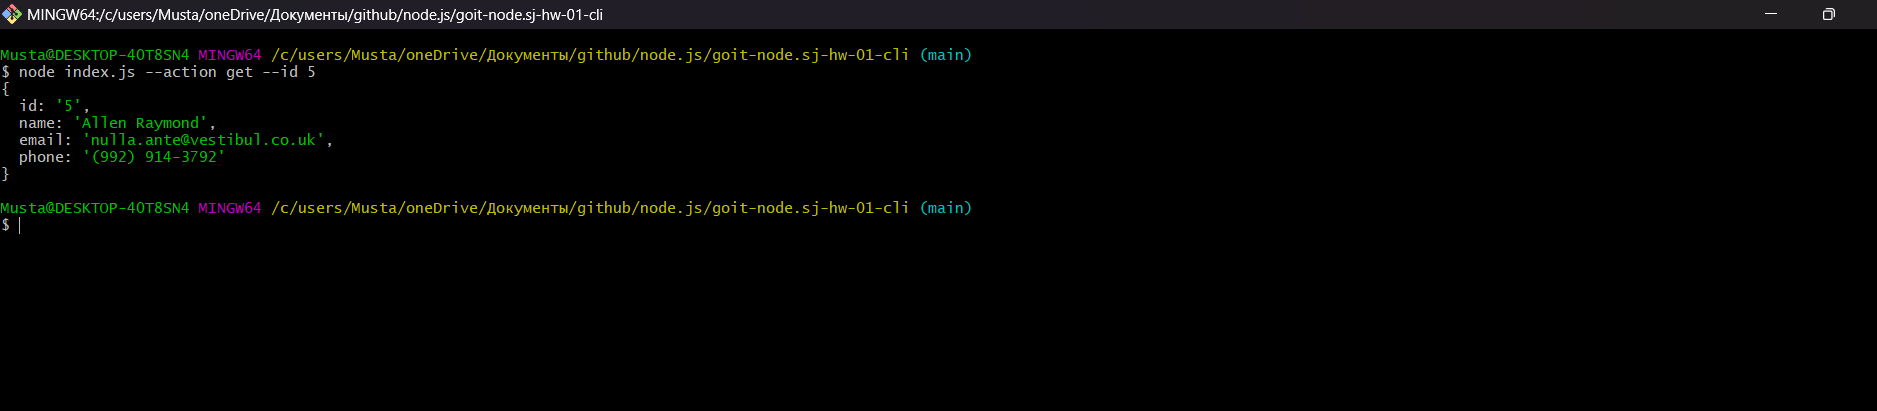 MINGW64:/c/users/Musta/oneDrive/Документы/github/node.js/goit-node.sj-hw-01-cli
Musta@DESKTOP-4OT8SN4 MINGW64 /c/users/Musta/oneDrive/Документы/github/node.js/goit-node.sj-hw-01-cli (main)
$ node index.js --action get --id 5
{
  id: '5',
  name: 'Allen Raymond',
  email: 'nulla.ante@vestibul.co.uk',
  phone: '(992) 914-3792'
}
Musta@DESKTOP-4OT8SN4 MINGW64 /c/users/Musta/oneDrive/Документы/github/node.js/goit-node.sj-hw-01-cli (main)
$